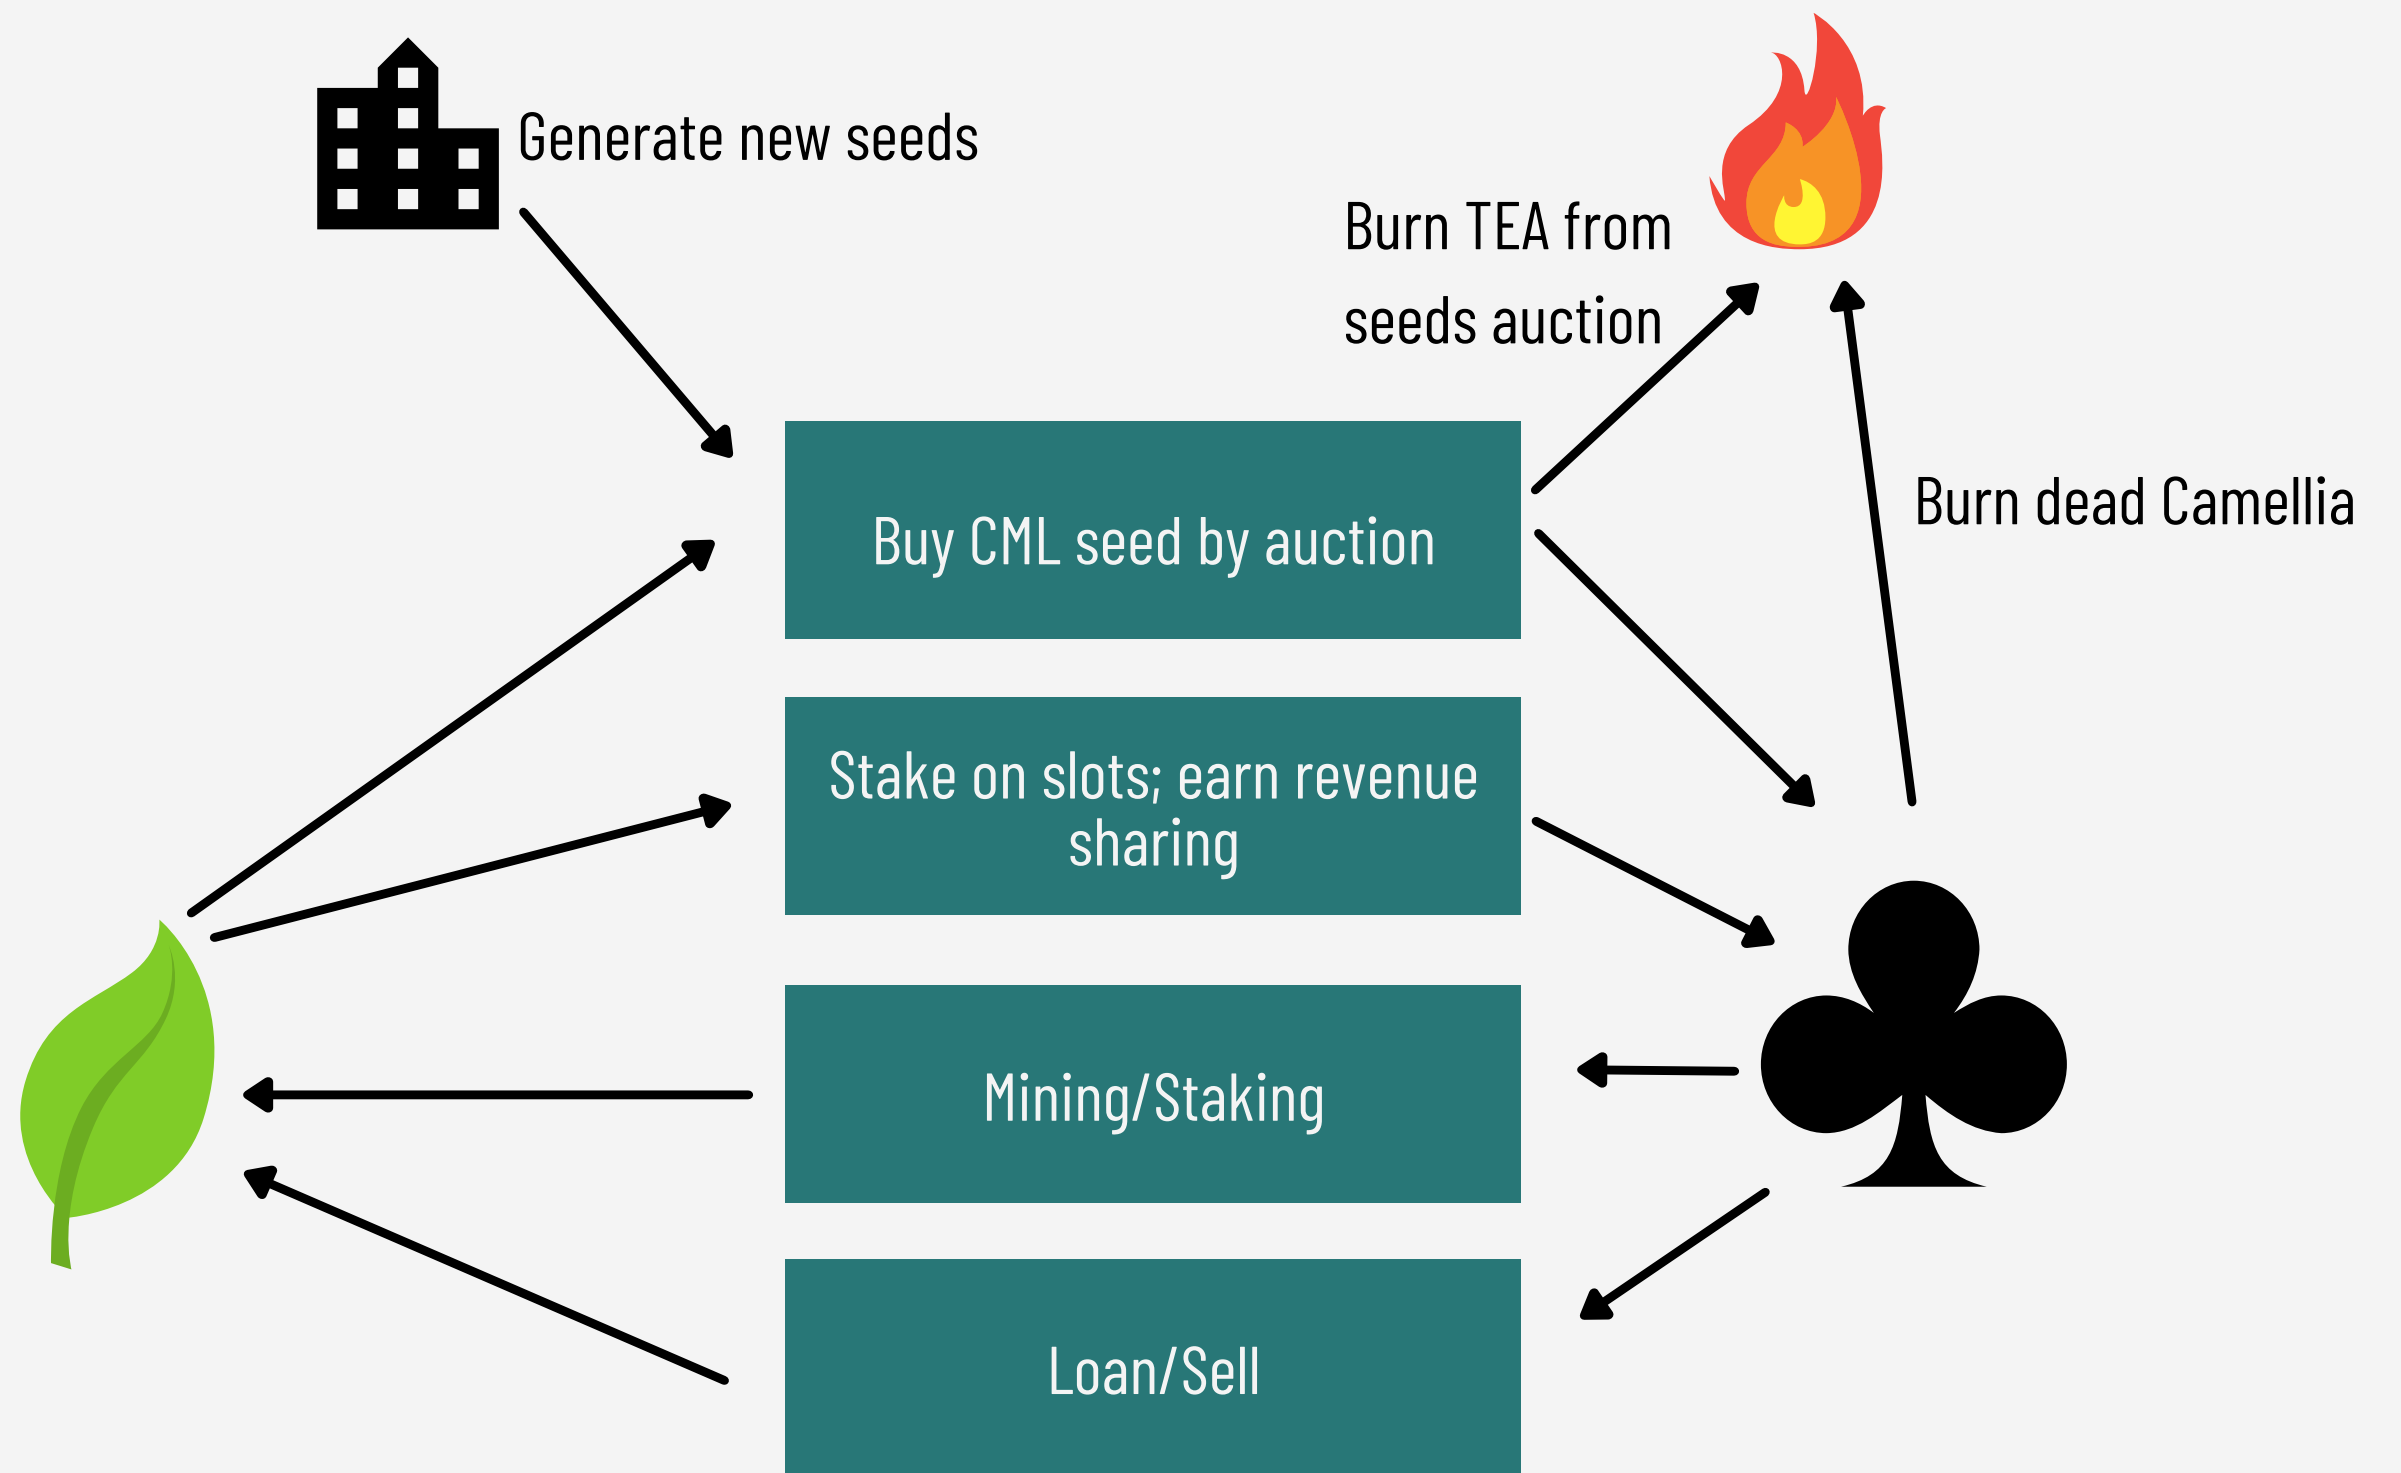 Generate new seeds
Burn TEA from
seeds auction
Burn dead Camellia
Buy CML seed by auction
Stake on slots; earn revenue
sharing
Mining/Staking
Loan/Sell